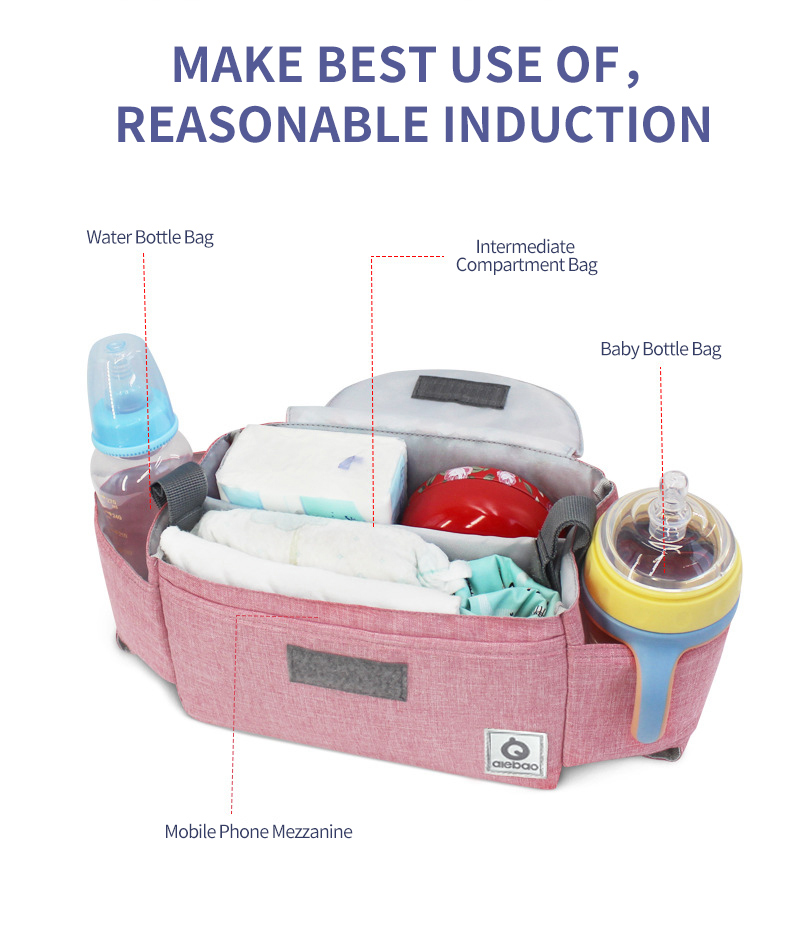 MAKE BEST USE OF,
REASONABLE INDUCTION
Water Bottle Bag
Intermediate
Compartment Bag
Baby Bottle Bag
Mobile Phone Mezzanine
aiebao